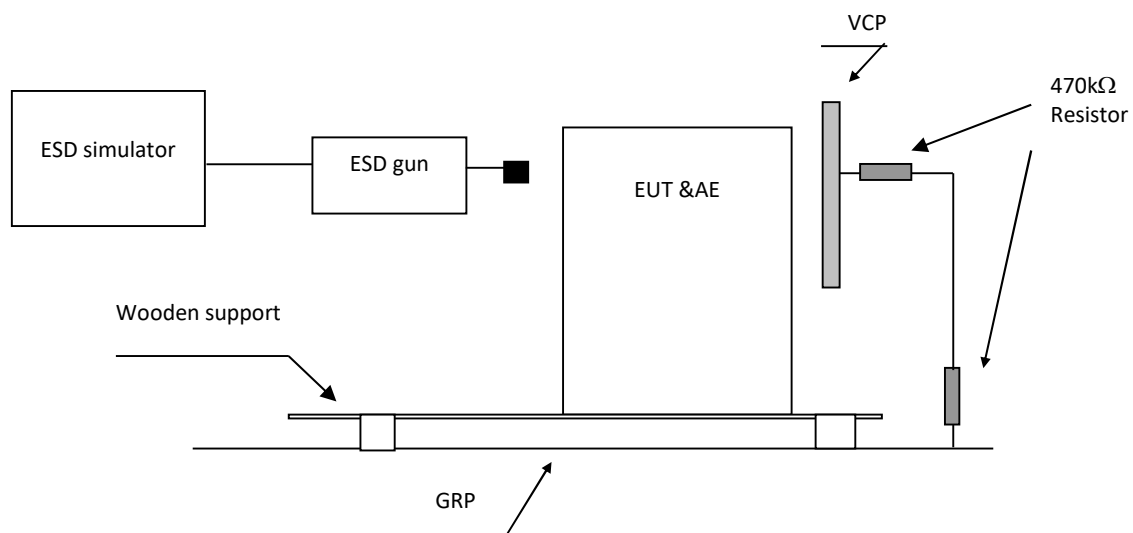 VCP
470kΩ
Resistor
ESD simulator
ESD gun
EUT &AE
Wooden support
GRP